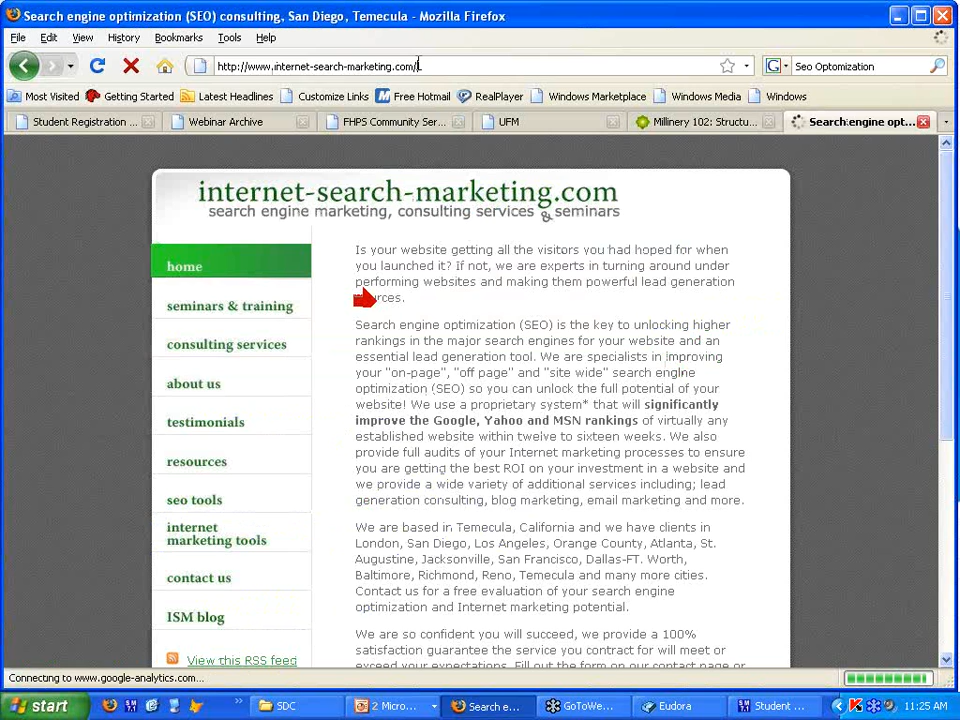 Search engine optimization (SEO) consulting, San Diego, Temecula - Mozilla Firefox
File Edit View History Bookmarks Tools Help
http://www.internet-search-marketing.com/ Seo Optomization
Most Visited Getting Started Latest Headlines Customize Links Free Hotmail RealPlayer Windows Marketplace Windows Media Windows
Student Registration ... Webinar Archive FHPS Community Ser... UFM Millinery 102: Structu... Search engine opt...
internet-search-marketing.com
search engine marketing, consulting services & seminars
home
seminars & training
consulting services
about us
testimonials
resources
seo tools
internet
marketing tools
contact us
ISM blog
View this RSS feed
Is your website getting all the visitors you had hoped for when
you launched it? If not, we are experts in turning around under
performing websites and making them powerful lead generation
Search engine optimization (SEO) is the key to unlocking higher
rankings in the major search engines for your website and an
essential lead generation tool. We are specialists in improving
your "on-page", "off page" and "site wide" search engine
optimization (SEO) so you can unlock the full potential of your
website! We use a proprietary system* that will significantly
improve the Google, Yahoo and MSN rankings of virtually any
established website within twelve to sixteen weeks. We also
provide full audits of your Internet marketing processes to ensure
you are getting the best ROI on your investment in a website and
we provide a wide variety of additional services including; lead
generation consulting, blog marketing, email marketing and more.
We are based in Temecula, California and we have clients in
London, San Diego, Los Angeles, Orange County, Atlanta, St.
Augustine, Jacksonville, San Francisco, Dallas-FT. Worth,
Baltimore, Richmond, Reno, Temecula and many more cities.
Contact us for a free evaluation of your search engine
optimization and Internet marketing potential.
We are so confident you will succeed, we provide a 100%
satisfaction guarantee the service you contract for will meet or
exceed your expectations. Fill out the form on our contact page or
Connecting to www.google-analytics.com...
start SDC 2 Micro... Search e... GoToWe... Eudora Student ... 11:25 AM